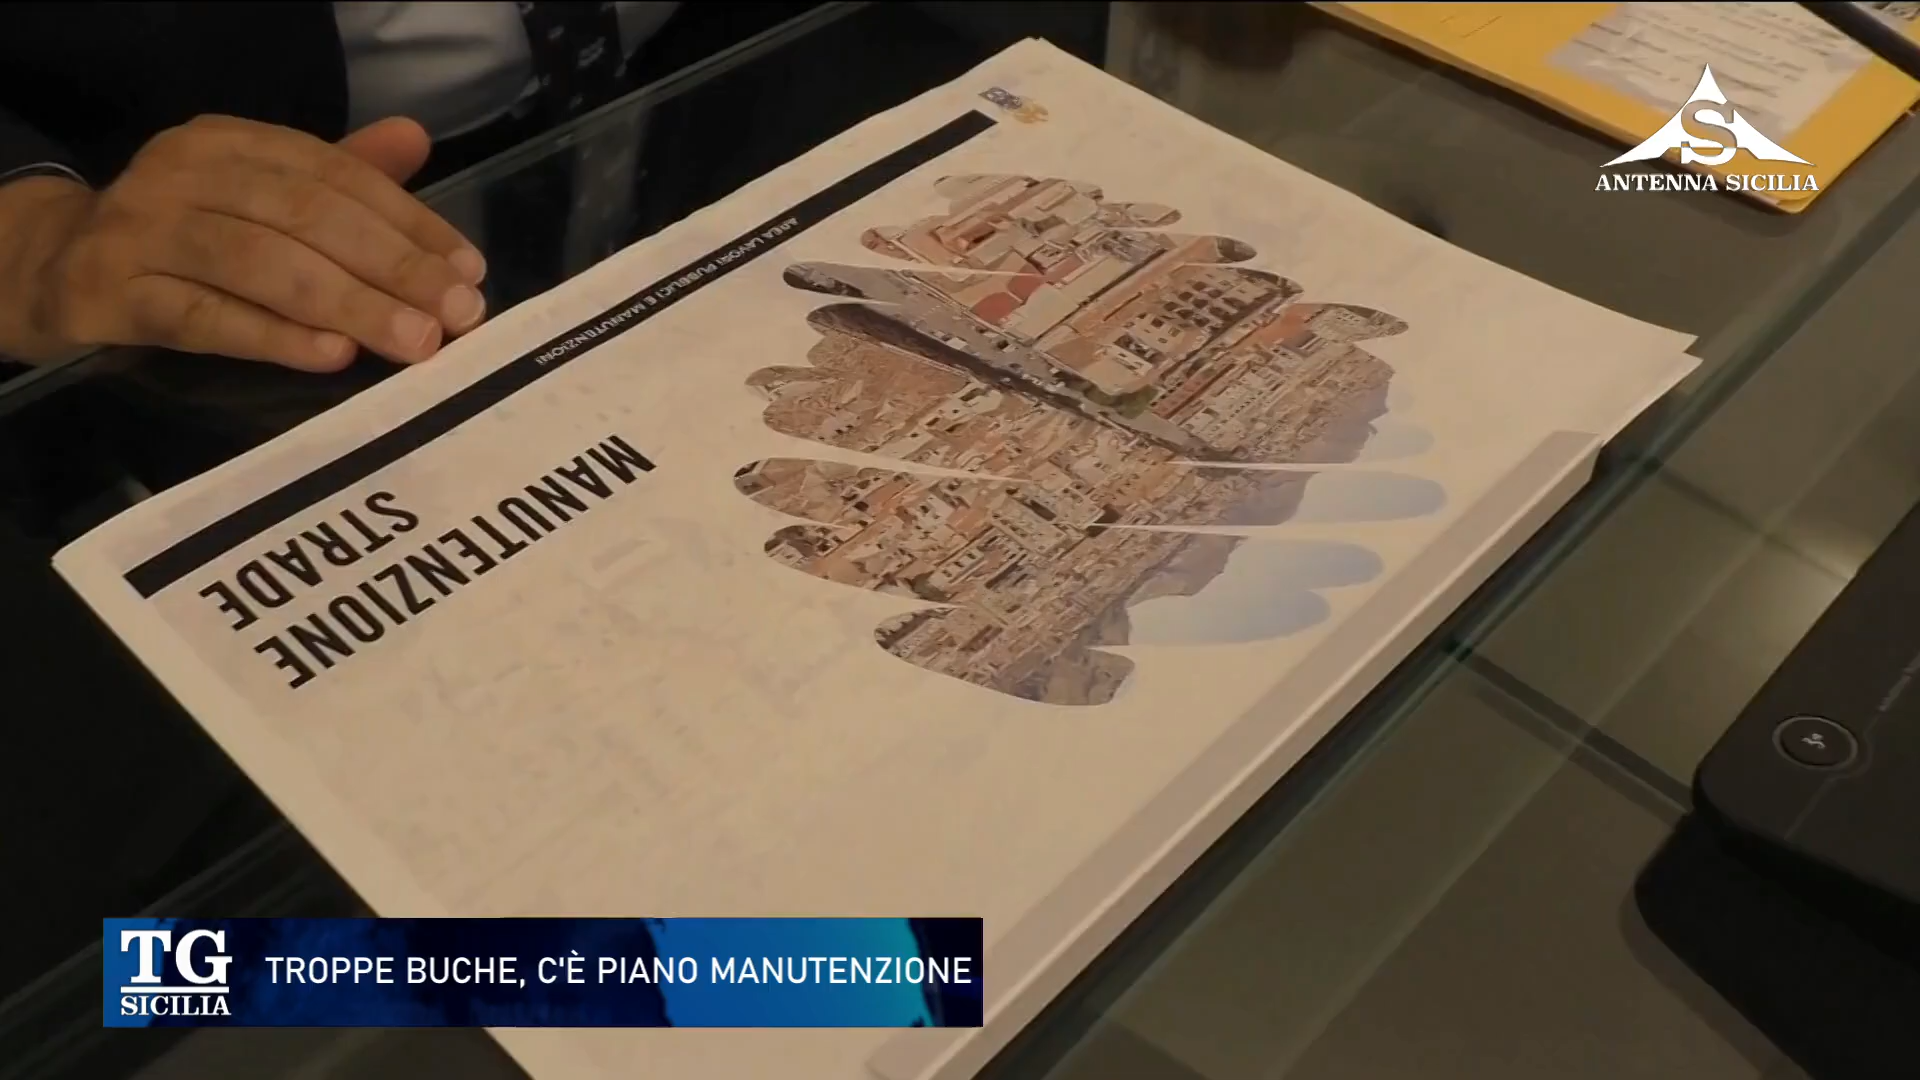 S
ANTENNA SICILIA
AREA LAVORI PUBBLICI E MANUTENZIONI
MANUTENZIONE
STRADE
TG
SICILIA
TROPPE BUCHE, C'È PIANO MANUTENZIONE